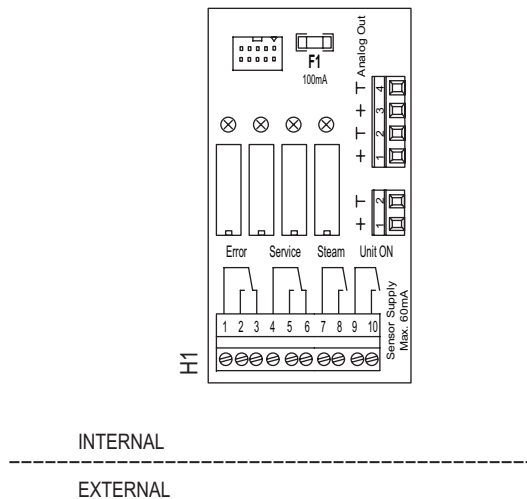 F1
100mA
Analog Out
4
3
2
1
+
+
2
1
+
Error Service Steam Unit ON
1 2 3 4 5 6 7 8 9 10
Sensor Supply
Max. 60mA
H1
INTERNAL
EXTERNAL